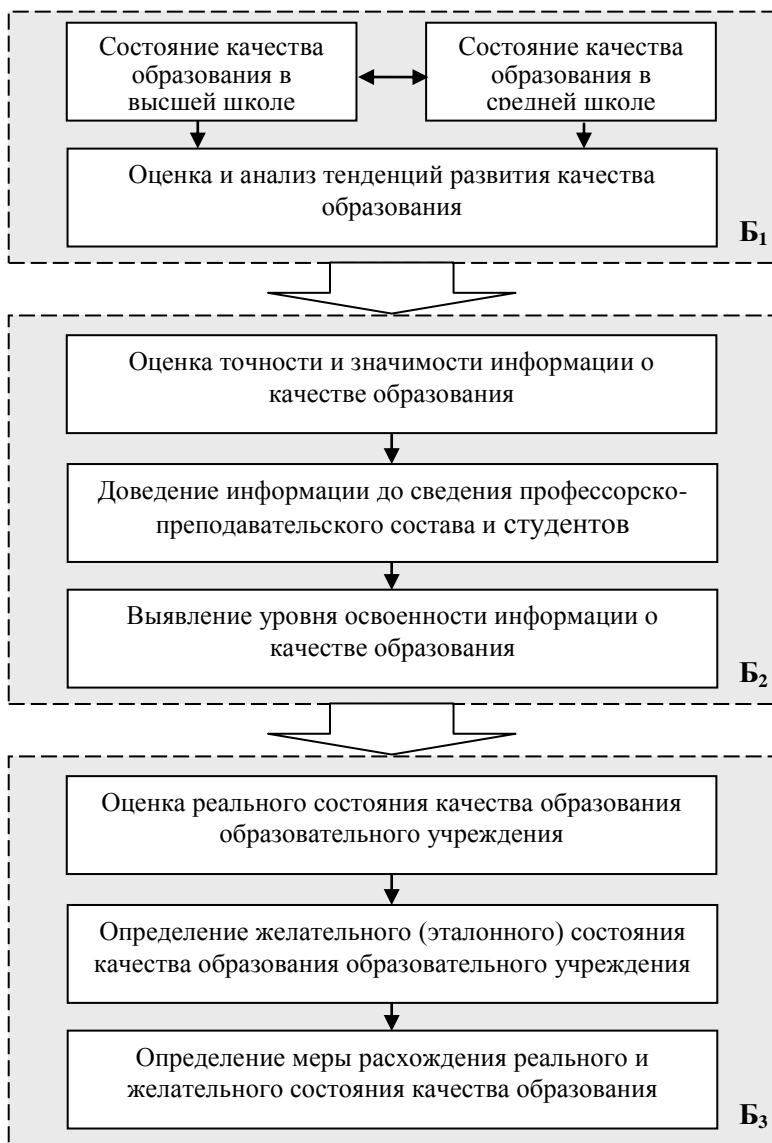 Состояние качества
образования в
высшей школе
Состояние качества
образования в
средней школе
Оценка и анализ тенденций развития качества
образования
Б₁
Оценка точности и значимости информации о
качестве образования
Доведение информации до сведения профессорско-
преподавательского состава и студентов
Выявление уровня освоенности информации о
качестве образования
Б₂
Оценка реального состояния качества образования
образовательного учреждения
Определение желательного (эталонного) состояния
качества образования образовательного учреждения
Определение меры расхождения реального и
желательного состояния качества образования
Б₃